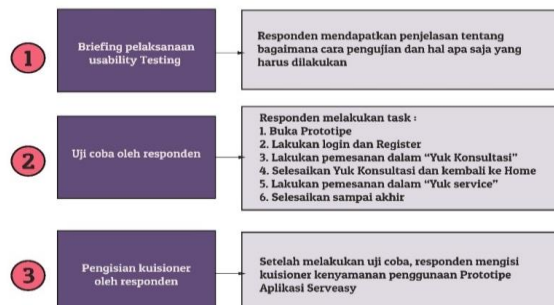 1
Briefing pelaksanaan
usability Testing
Responden mendapatkan penjelasan tentang
bagaimana cara pengujian dan hal apa saja yang
harus dilakukan
2
Uji coba oleh responden
Responden melakukan task :
1. Buka Prototipe
2. Lakukan login dan Register
3. Lakukan pemesanan dalam “Yuk Konsultasi”
4. Selesaikan Yuk Konsultasi dan kembali ke Home
5. Lakukan pemesanan dalam “Yuk service”
6. Selesaikan sampai akhir
3
Pengisian kuisioner
oleh responden
Setelah melakukan uji coba, responden mengisi
kuisioner kenyamanan penggunaan Prototipe
Aplikasi Serveasy